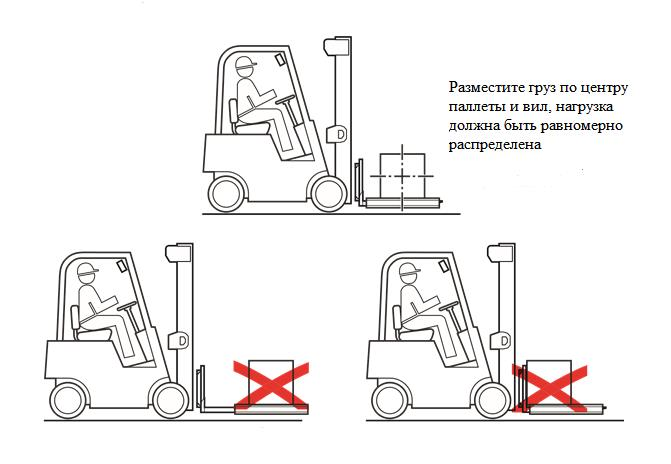 Разместите груз по центру
паллеты и вил, нагрузка
должна быть равномерно
распределена